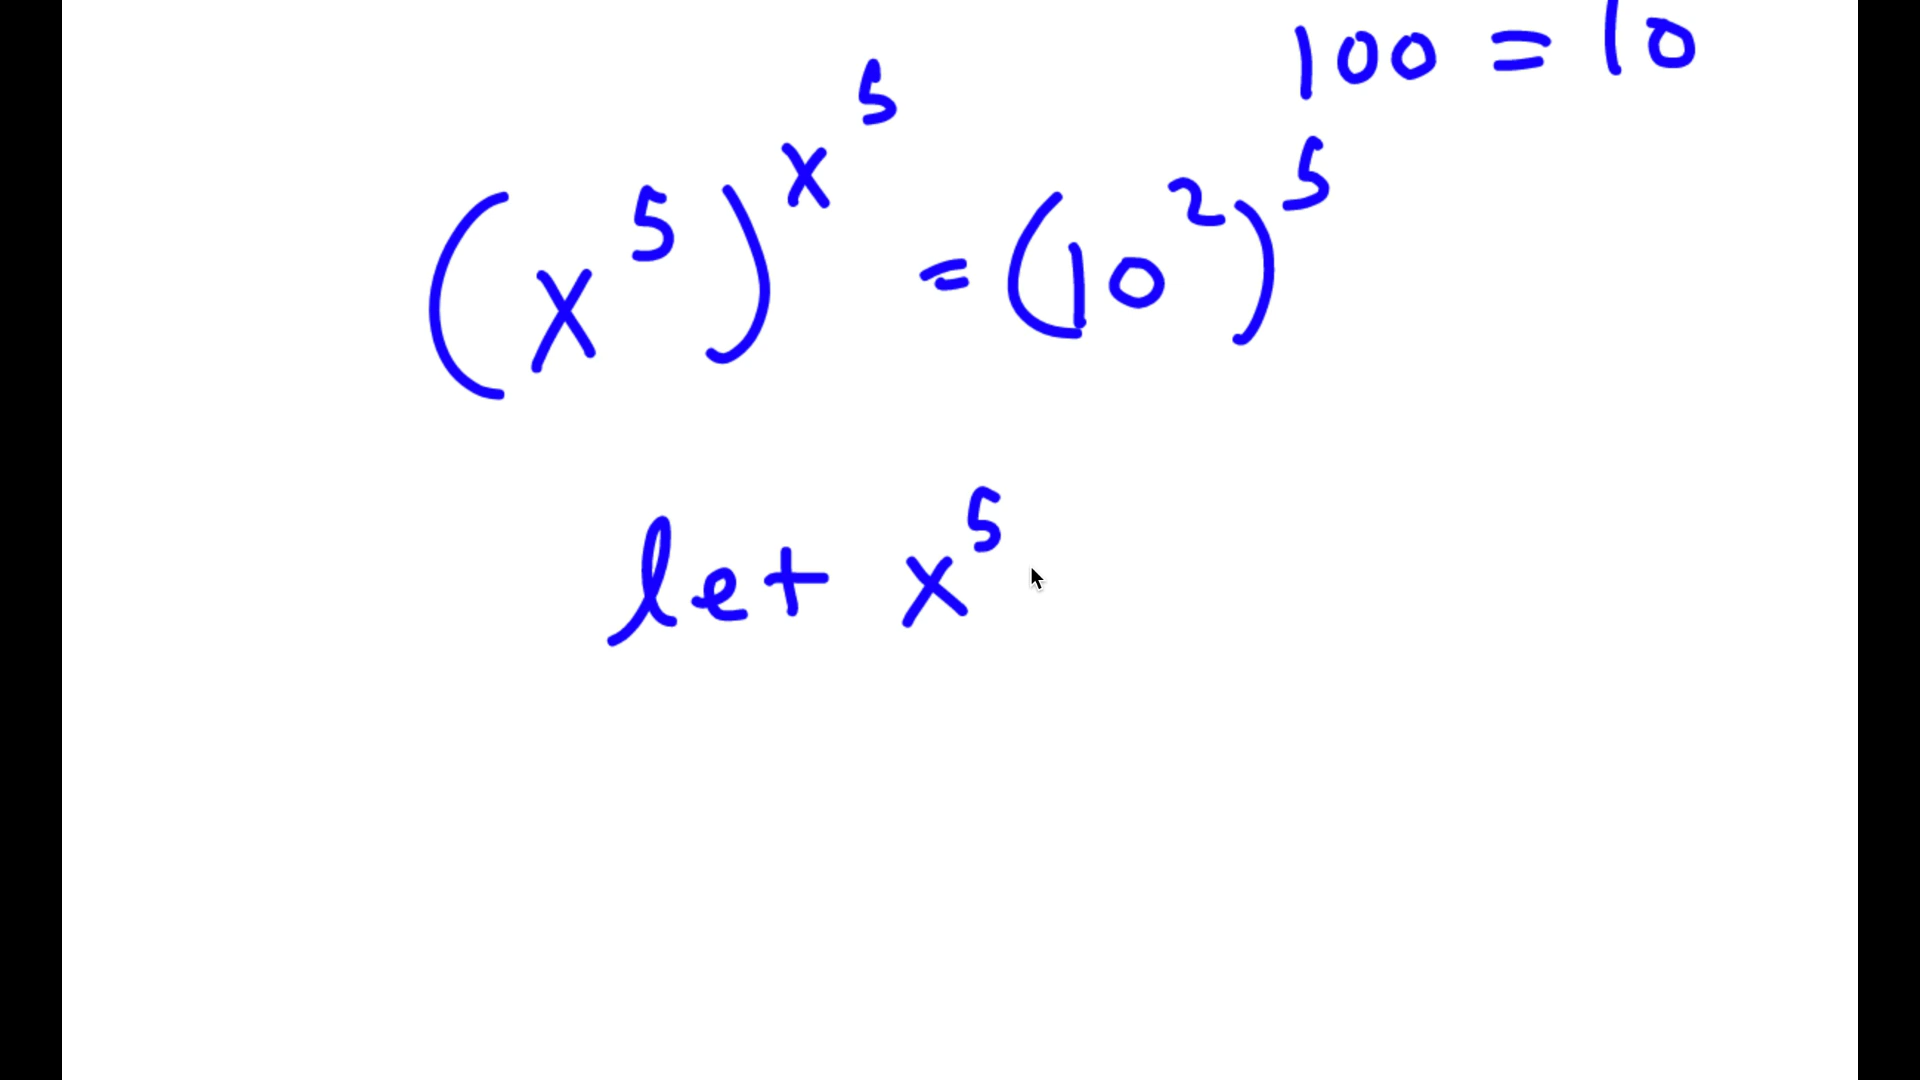 100 = 10
(x⁵)^x⁵ = (10²)⁵
let x⁵